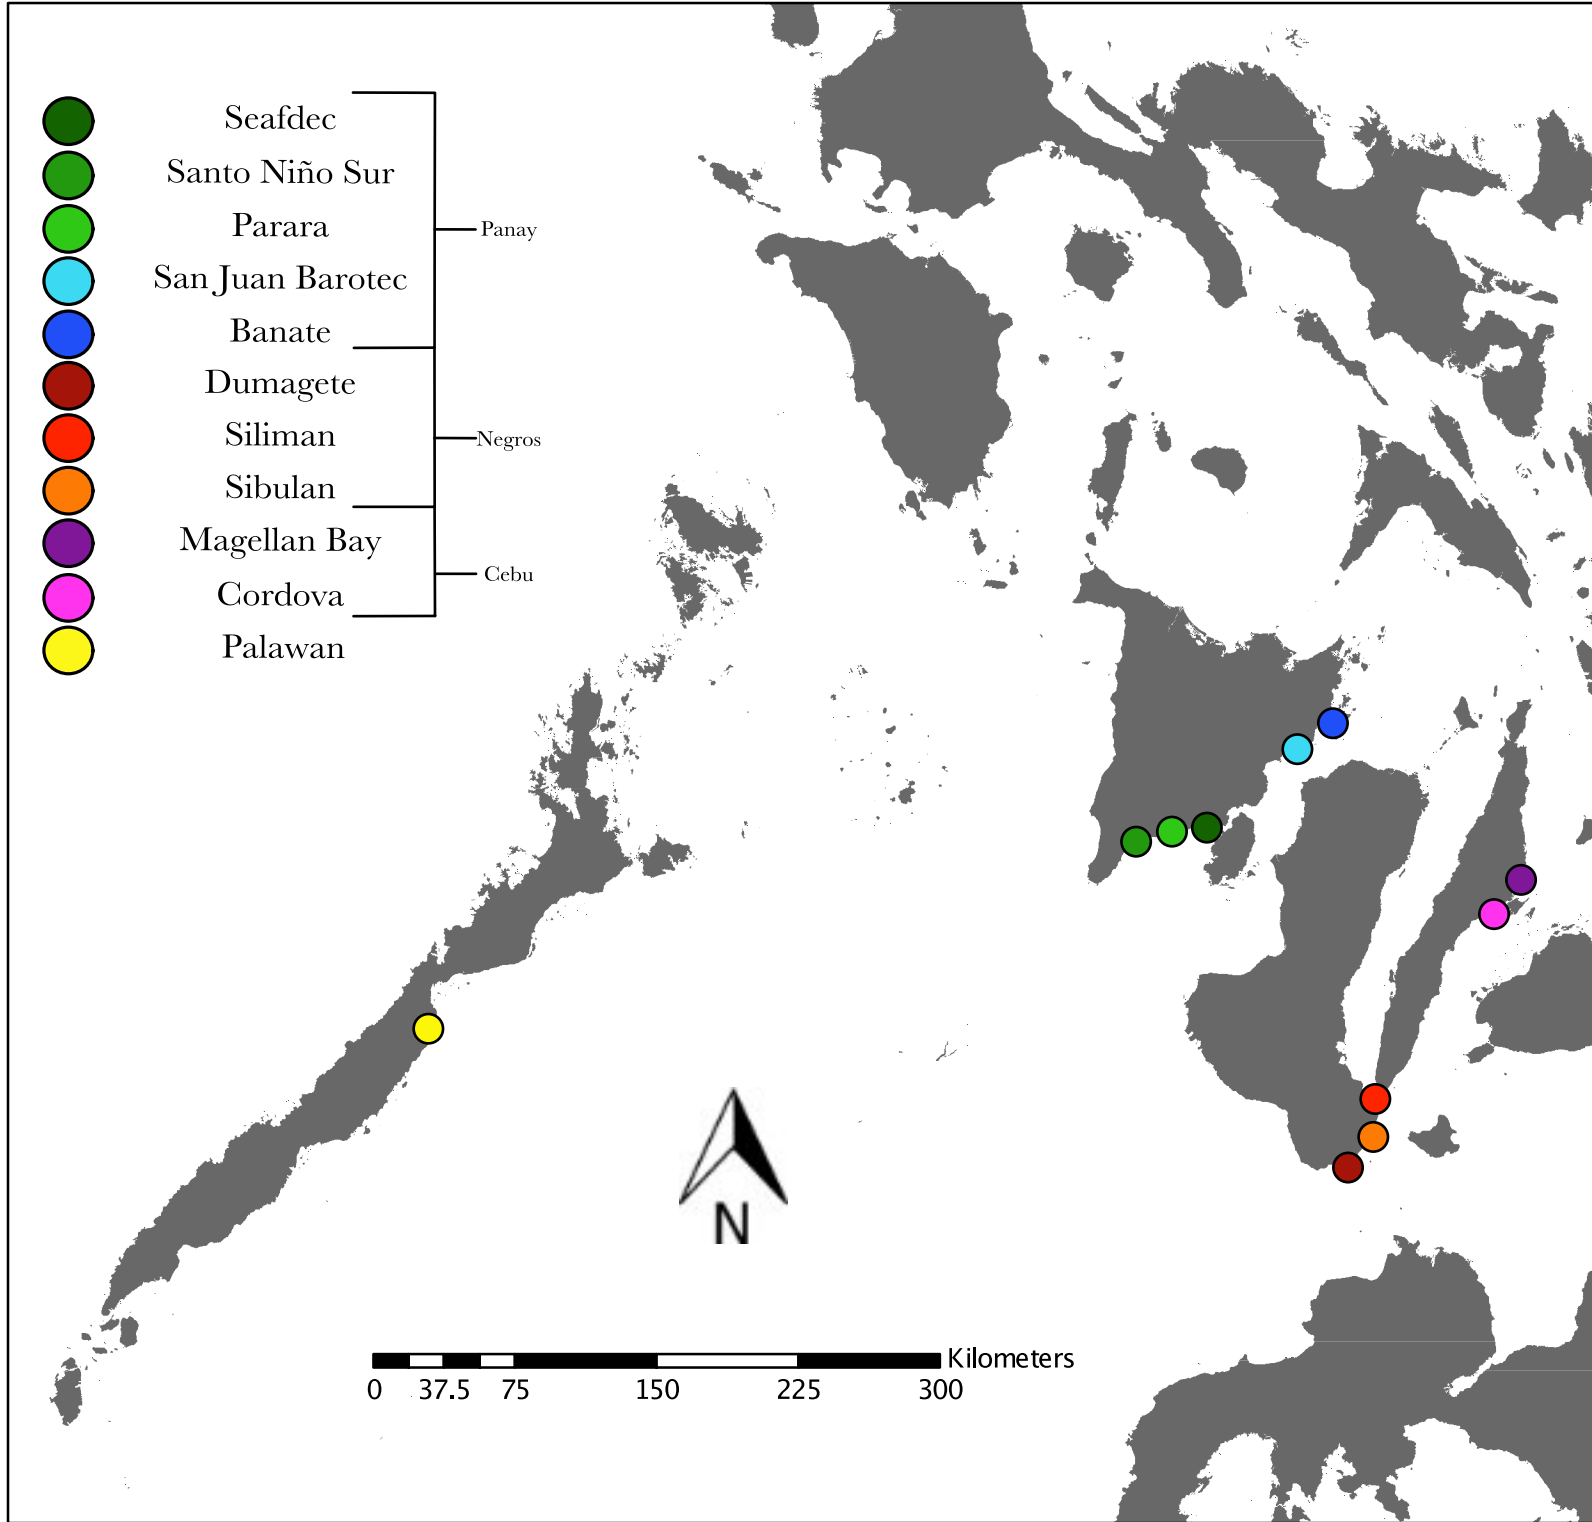 Seafdec
Santo Niño Sur
Parara
Panay
San Juan Barotec
Banate
Dumagete
Siliman
Negros
Sibulan
Magellan Bay
Cebu
Cordova
Palawan
N
Kilometers
0 37.5 75 150 225 300